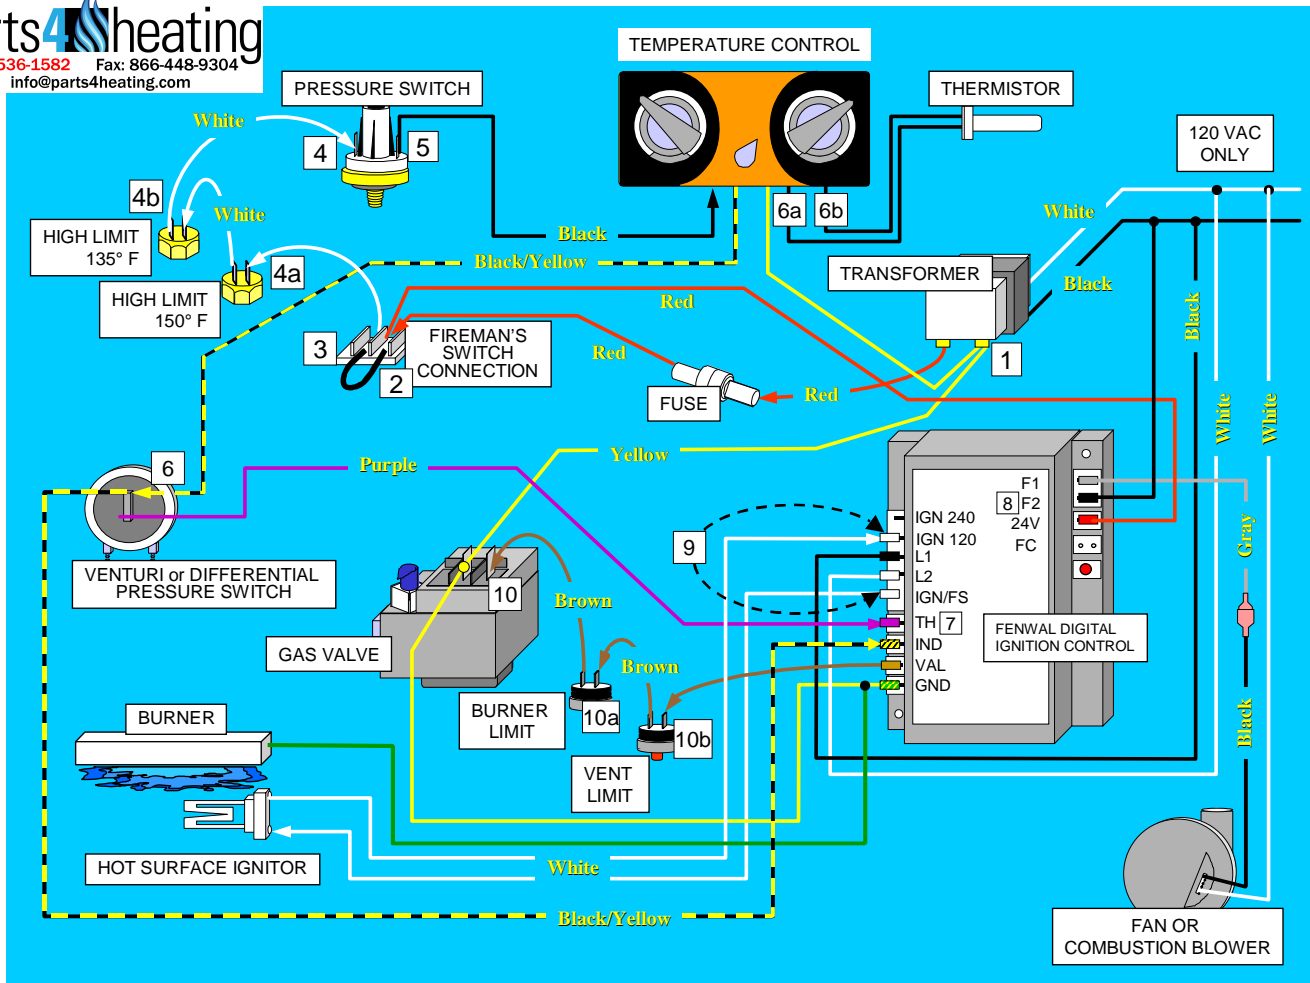 rts4heating
536-1582 Fax: 866-448-9304
info@parts4heating.com
TEMPERATURE CONTROL
PRESSURE SWITCH
THERMISTOR
120 VAC
ONLY
White
4
5
4b
White
6a
6b
White
HIGH LIMIT
135° F
Black
Black/Yellow
4a
TRANSFORMER
Black
HIGH LIMIT
150° F
Red
Black
3
FIREMAN'S
SWITCH
CONNECTION
2
Red
1
FUSE
Red
White
White
Yellow
Purple
6
F1
8
F2
24V
FC
IGN 240
IGN 120
L1
L2
IGN/FS
TH
7
IND
VAL
GND
FENWAL DIGITAL
IGNITION CONTROL
Gray
9
VENTURI or DIFFERENTIAL
PRESSURE SWITCH
10
Brown
GAS VALVE
Brown
BURNER
LIMIT
10a
10b
BURNER
Black
VENT
LIMIT
HOT SURFACE IGNITOR
White
Black/Yellow
FAN OR
COMBUSTION BLOWER